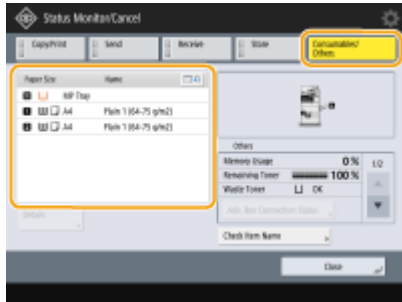 Status Monitor/Cancel
Copy/Print
Send
Receive
Store
Consumables/
Others
Paper Size
Name
MP Tray
A4 Plain 1 (64-75 g/m2)
A4 Plain 1 (64-75 g/m2)
Others
Memory Usage 0%
Remaining Toner 100%
Waste Toner OK
1/2
Details
Check Item Name
Close